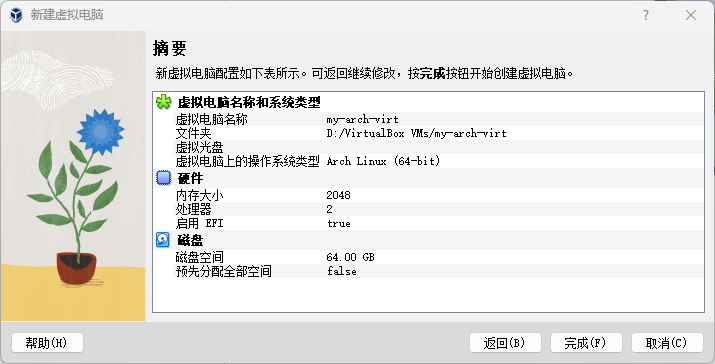 新建虚拟电脑
摘要
新虚拟电脑配置如下表所示。可返回继续修改，按完成按钮开始创建虚拟电脑。
虚拟电脑名称和系统类型
虚拟电脑名称 my-arch-virt
文件夹 D:/VirtualBox VMs/my-arch-virt
虚拟光盘
虚拟电脑上的操作系统类型 Arch Linux (64-bit)
硬件
内存大小 2048
处理器 2
启用 EFI true
磁盘
磁盘空间 64.00 GB
预先分配全部空间 false
帮助(H) 返回(B) 完成(F) 取消(C)